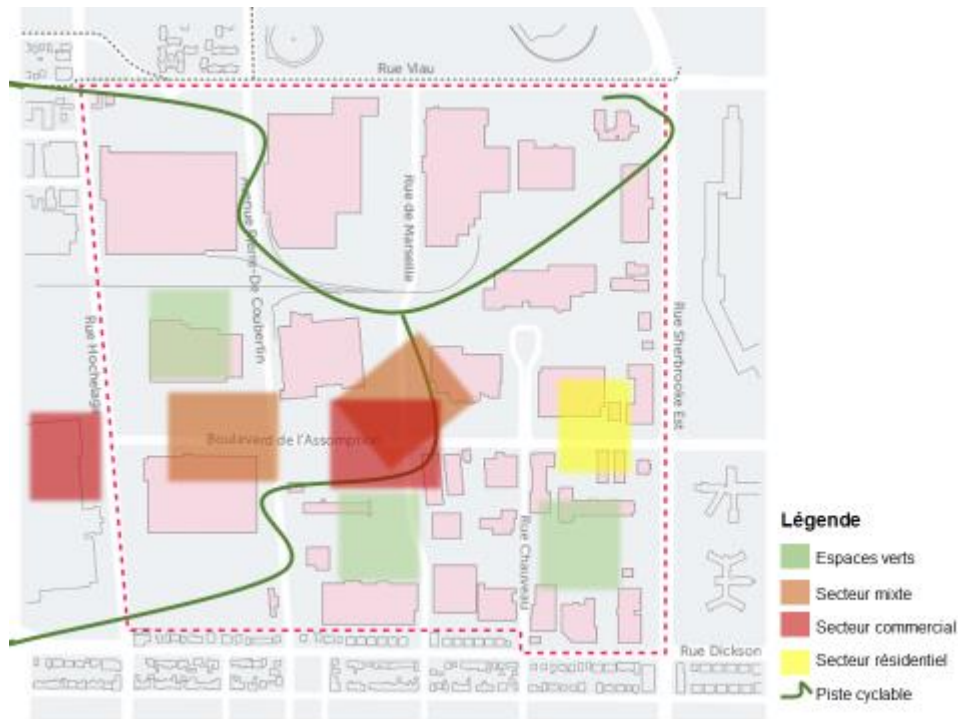 Rue Viau
Avenue Pierre-De Coubertin
Rue de Marseille
Rue Hochelaga
Rue Sherbrooke Est
Boulevard de l'Assomption
Rue Chauveau
Rue Dickson
Légende
Espaces verts
Secteur mixte
Secteur commercial
Secteur résidentiel
Piste cyclable